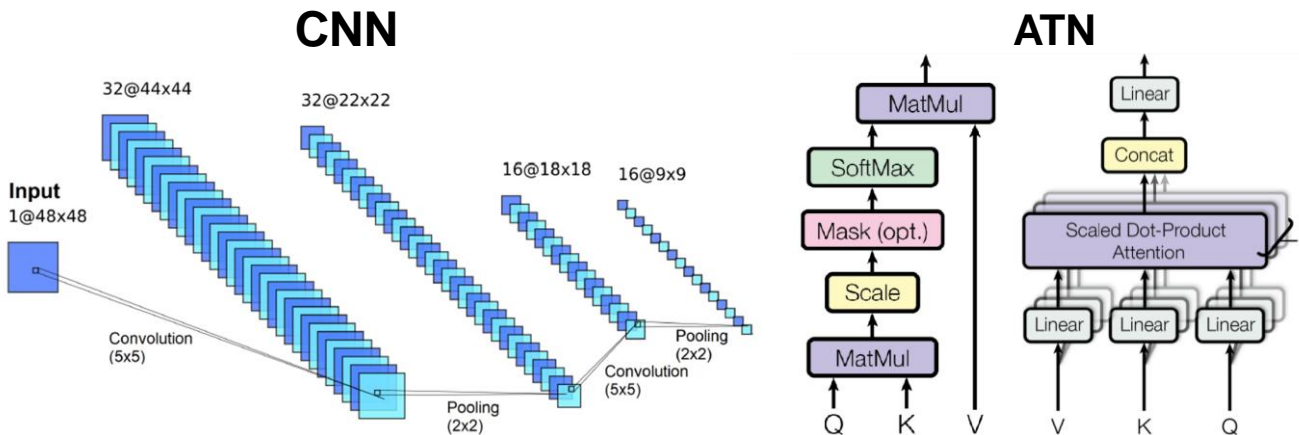 CNN
32@44x44
32@22x22
16@18x18
16@9x9
Input
1@48x48
Convolution
(5x5)
Pooling
(2x2)
Convolution
(5x5)
Pooling
(2x2)
ATN
MatMul
SoftMax
Mask (opt.)
Scale
MatMul
Q K V
Linear
Concat
Scaled Dot-Product
Attention
Linear Linear Linear
V K Q